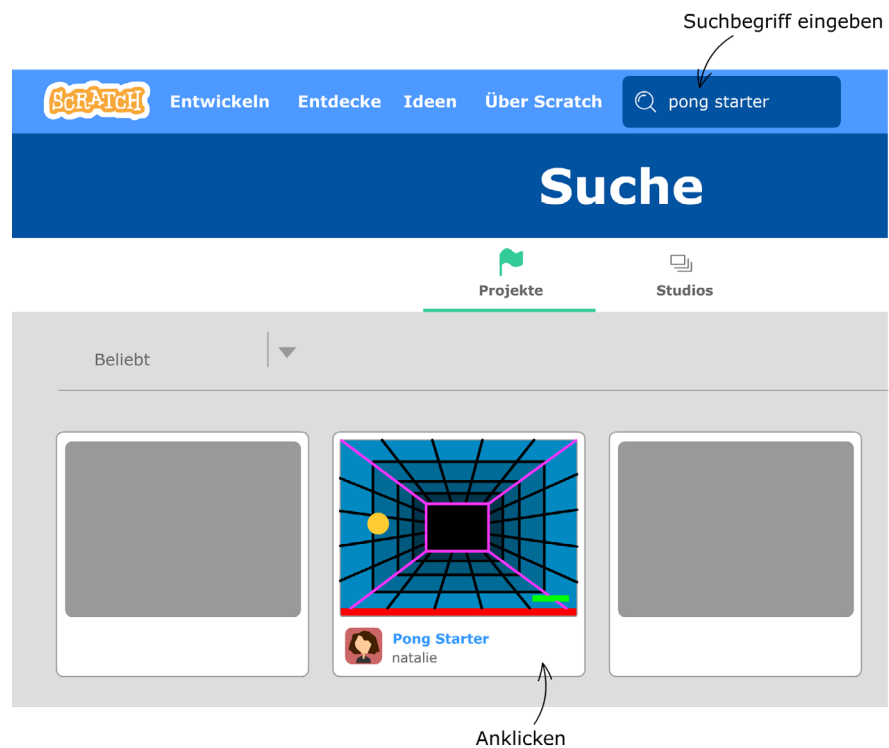 Suchbegriff eingeben
SCRATCH Entwickeln Entdecke Ideen Über Scratch pong starter
Suche
Projekte Studios
Beliebt
Pong Starter
natalie
Anklicken